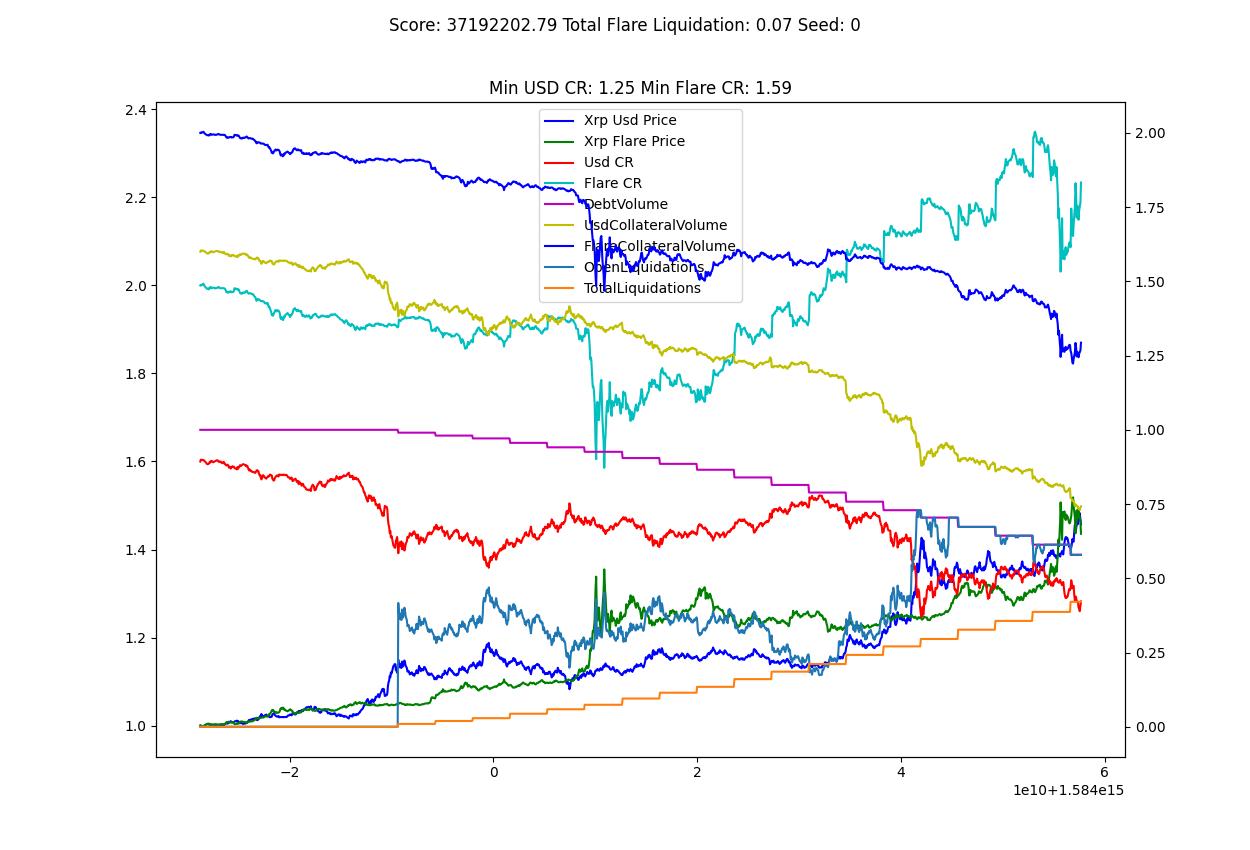 Score: 37192202.79 Total Flare Liquidation: 0.07 Seed: 0
Min USD CR: 1.25 Min Flare CR: 1.59
Xrp Usd Price
Xrp Flare Price
Usd CR
Flare CR
DebtVolume
UsdCollateralVolume
FlareCollateralVolume
OpenLiquidations
TotalLiquidations
2.4
2.2
2.0
1.8
1.6
1.4
1.2
1.0
2.00
1.75
1.50
1.25
1.00
0.75
0.50
0.25
0.00
−2 0 2 4 6
1e10+1.584e15